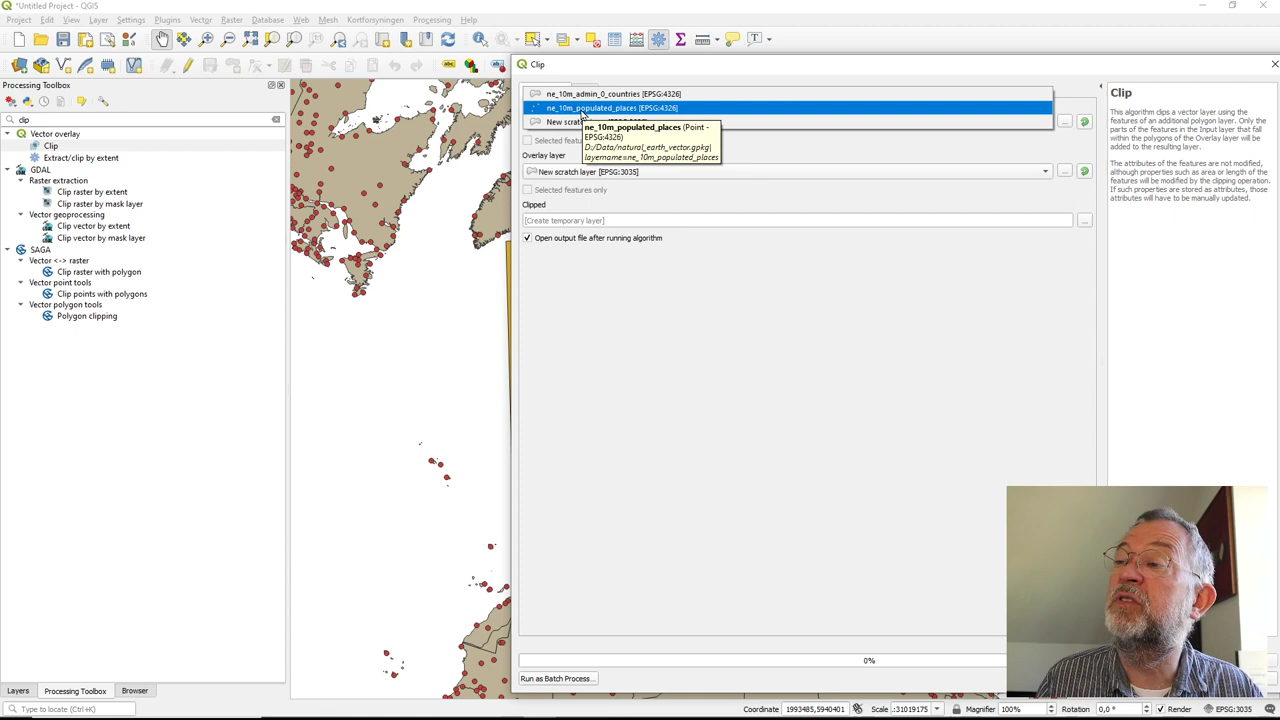 *Untitled Project - QGIS
Project Edit View Layer Settings Plugins Vector Raster Database Web Mesh Kortforsyningen Processing Help
Clip
Processing Toolbox
clip
Vector overlay
Clip
Extract/clip by extent
GDAL
Raster extraction
Clip raster by extent
Clip raster by mask layer
Vector geoprocessing
Clip vector by extent
Clip vector by mask layer
SAGA
Vector <-> raster
Clip raster with polygon
Vector point tools
Clip points with polygons
Vector polygon tools
Polygon clipping
ne_10m_admin_0_countries [EPSG:4326]
ne_10m_populated_places [EPSG:4326]
New scratch
ne_10m_populated_places (Point -
EPSG:4326)
D:/Data/natural_earth_vector.gpkg|
layername=ne_10m_populated_places
Selected features
Overlay layer
New scratch layer [EPSG:3035]
Selected features only
Clipped
[Create temporary layer]
Open output file after running algorithm
0%
Run as Batch Process...
Clip
This algorithm clips a vector layer using the
features of an additional polygon layer. Only the
parts of the features in the Input layer that fall
within the polygons of the Overlay layer will be
added to the resulting layer.
The attributes of the features are not modified,
although properties such as area or length of the
features will be modified by the clipping operation.
If such properties are stored as attributes, those
attributes will have to be manually updated.
Layers Processing Toolbox Browser
Type to locate (Ctrl+K)
Coordinate 1993485,5940401 Scale :31019175 Magnifier 100% Rotation 0,0 ° Render EPSG:3035